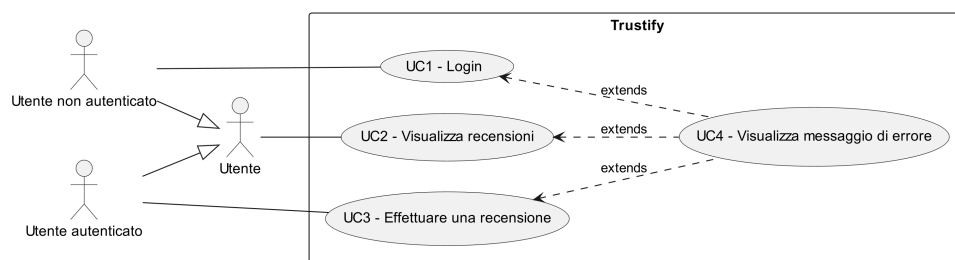 Trustify
UC1 - Login
Utente non autenticato
extends
UC2 - Visualizza recensioni
extends
UC4 - Visualizza messaggio di errore
Utente
extends
UC3 - Effettuare una recensione
Utente autenticato